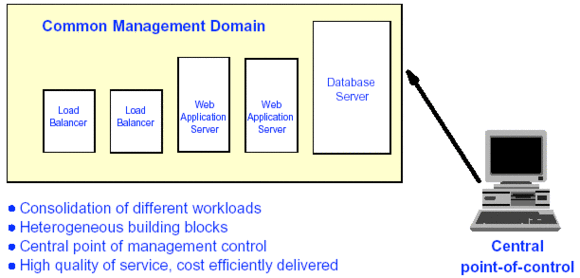 Common Management Domain
Load
Balancer
Load
Balancer
Web
Application
Server
Web
Application
Server
Database
Server
Consolidation of different workloads
Heterogeneous building blocks
Central point of management control
High quality of service, cost efficiently delivered
Central
point-of-control